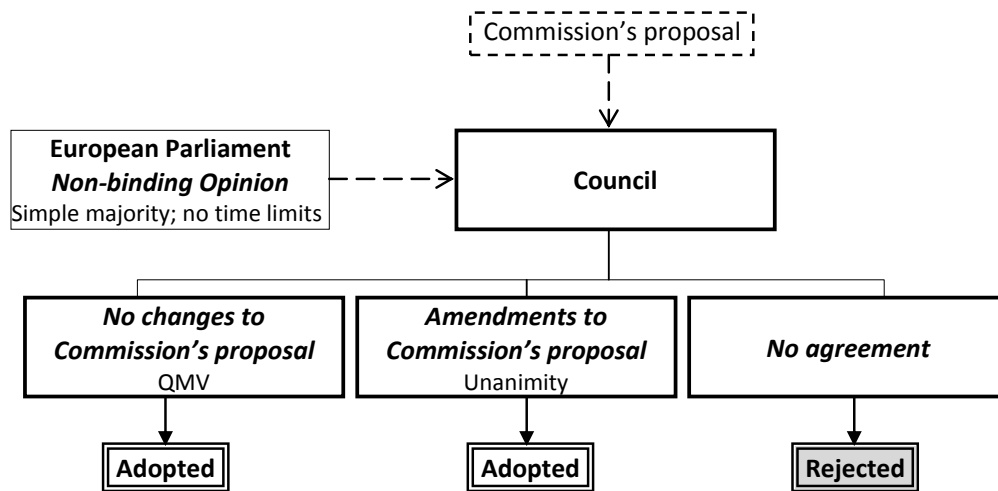 Commission’s proposal
European Parliament
Non-binding Opinion
Simple majority; no time limits
Council
No changes to
Commission’s proposal
QMV
Amendments to
Commission’s proposal
Unanimity
No agreement
Adopted
Adopted
Rejected